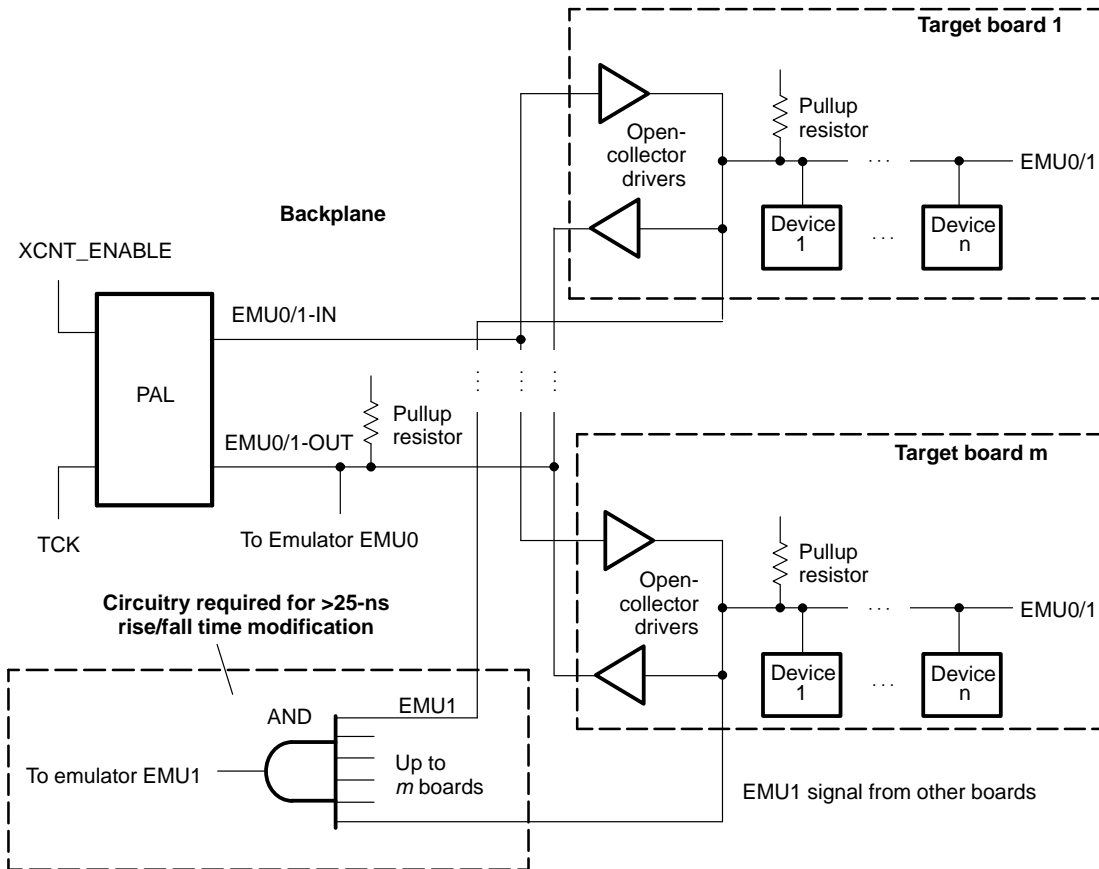 Target board 1
Pullup
resistor
Open-
collector
drivers
EMU0/1
Device
1
Device
n
Backplane
XCNT_ENABLE
EMU0/1-IN
PAL
Pullup
resistor
EMU0/1-OUT
TCK
To Emulator EMU0
Target board m
Pullup
resistor
Open-
collector
drivers
EMU0/1
Device
1
Device
n
Circuitry required for >25-ns
rise/fall time modification
AND
EMU1
To emulator EMU1
Up to
m boards
EMU1 signal from other boards